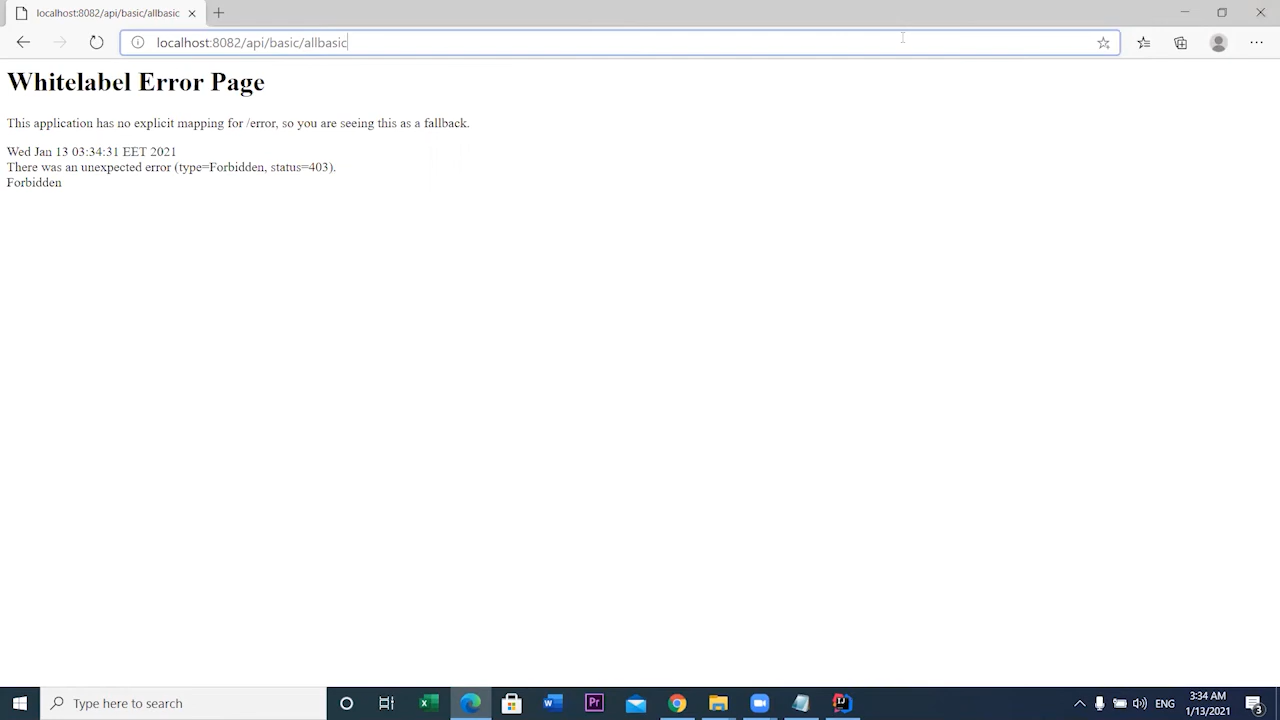 localhost:8082/api/basic/allbasic
localhost:8082/api/basic/allbasic
Whitelabel Error Page
This application has no explicit mapping for /error, so you are seeing this as a fallback.
Wed Jan 13 03:34:31 EET 2021
There was an unexpected error (type=Forbidden, status=403).
Forbidden
Type here to search
Pr
ENG
3:34 AM
1/13/2021
2